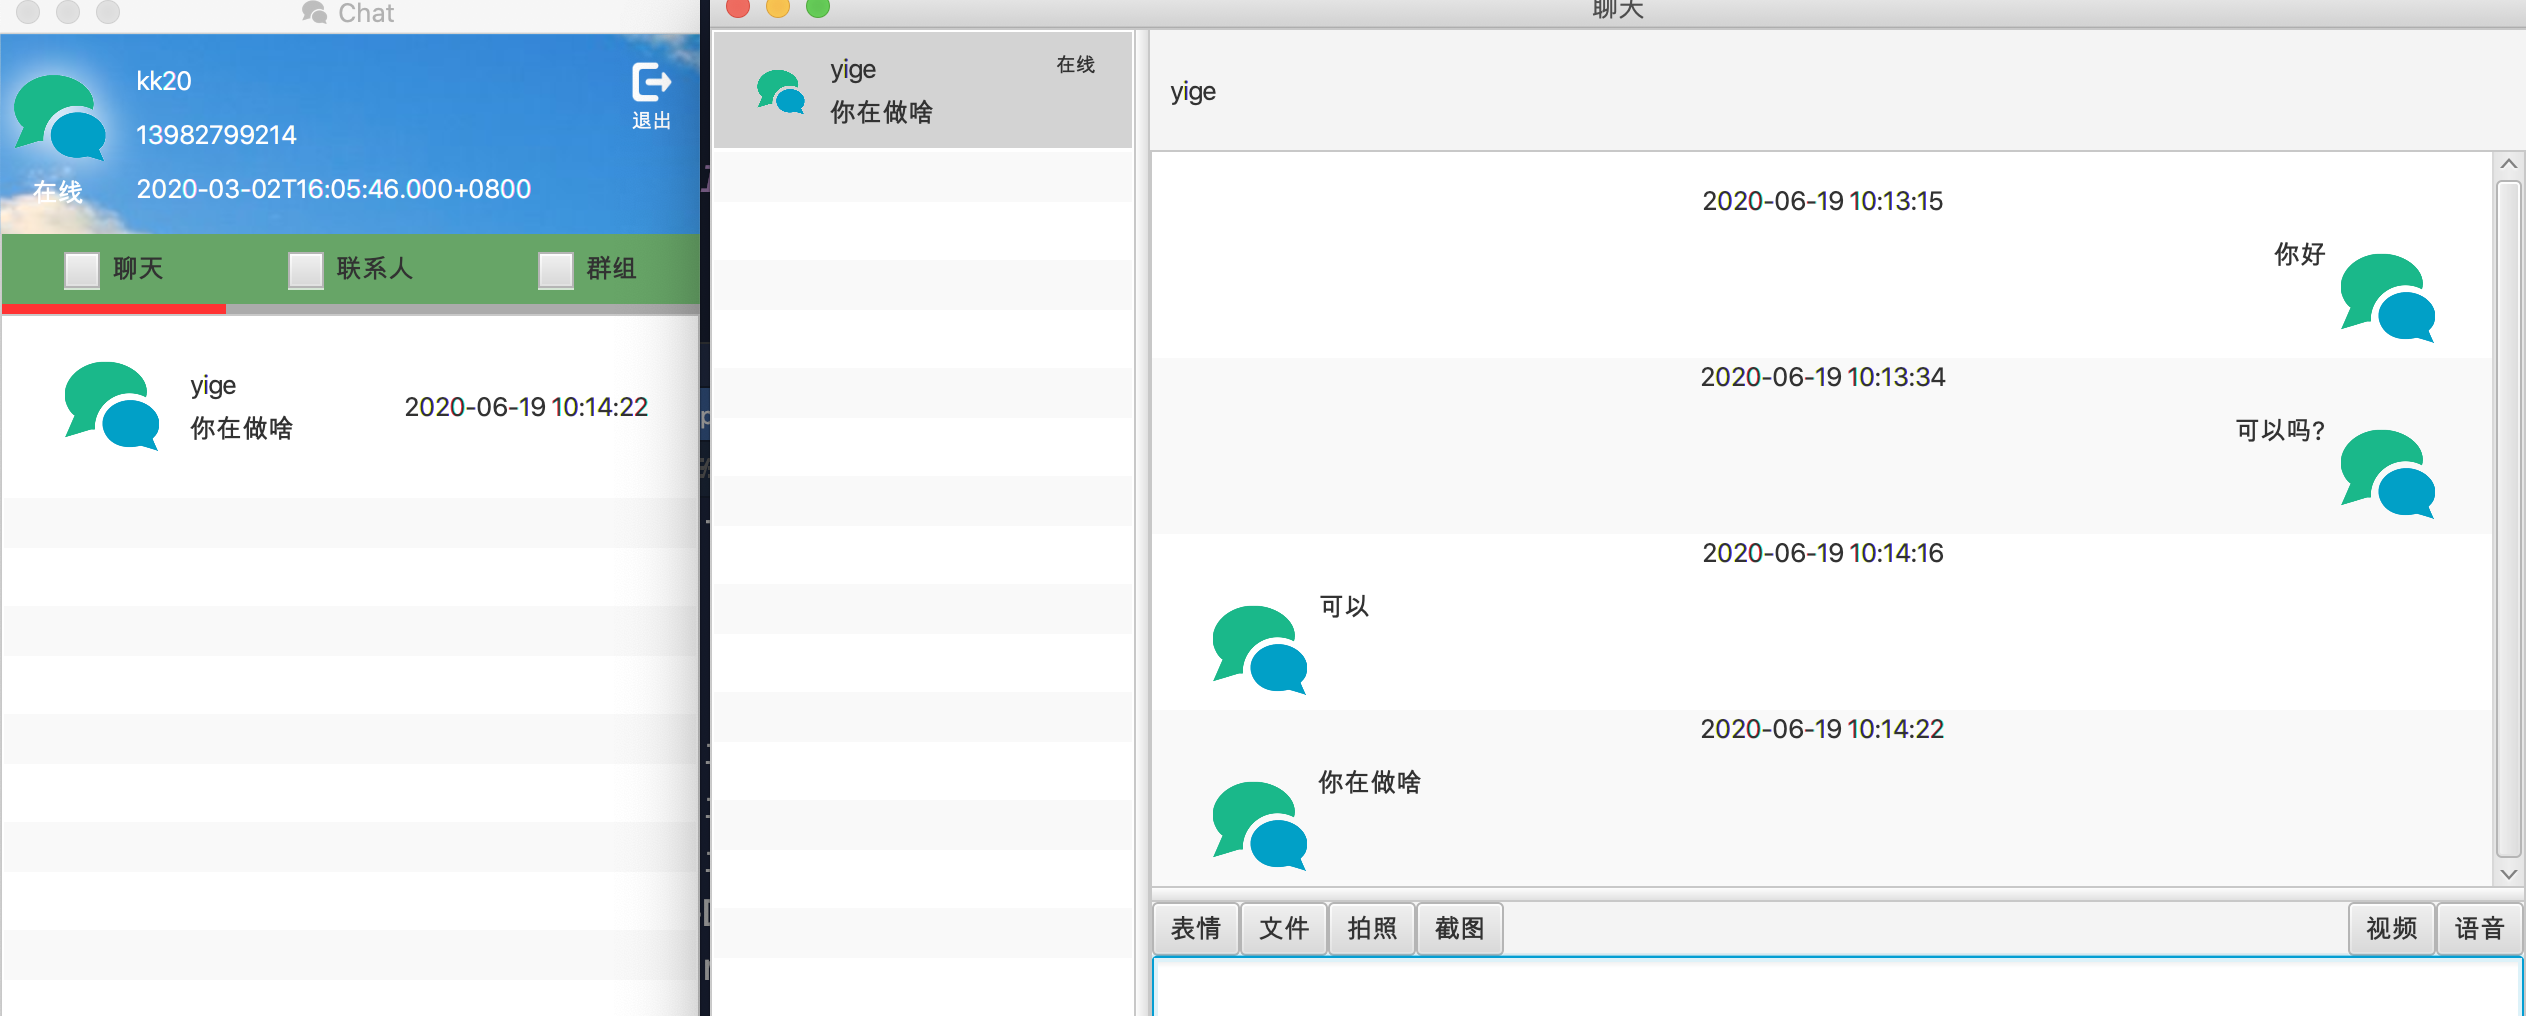 Chat
kk20
13982799214
2020-03-02T16:05:46.000+0800
在线
退出
聊天
联系人
群组
yige
你在做啥
2020-06-19 10:14:22
聊天
yige
在线
你在做啥
yige
2020-06-19 10:13:15
你好
2020-06-19 10:13:34
可以吗?
2020-06-19 10:14:16
可以
2020-06-19 10:14:22
你在做啥
表情
文件
拍照
截图
视频
语音